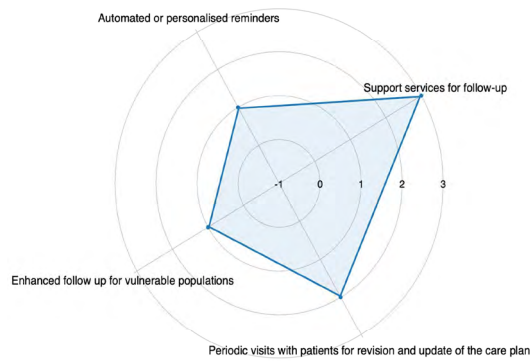 Automated or personalised reminders
Support services for follow-up
-1 0 1 2 3
Enhanced follow up for vulnerable populations
Periodic visits with patients for revision and update of the care plan